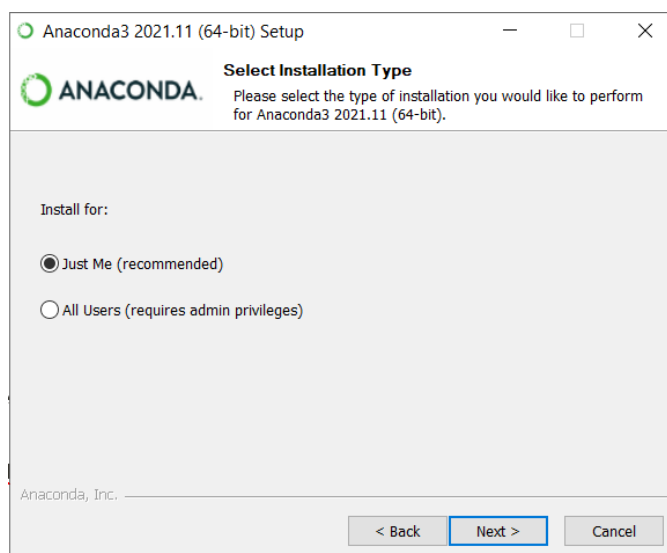 Anaconda3 2021.11 (64-bit) Setup
ANACONDA.
Select Installation Type
Please select the type of installation you would like to perform
for Anaconda3 2021.11 (64-bit).
Install for:
Just Me (recommended)
All Users (requires admin privileges)
Anaconda, Inc.
< Back
Next >
Cancel